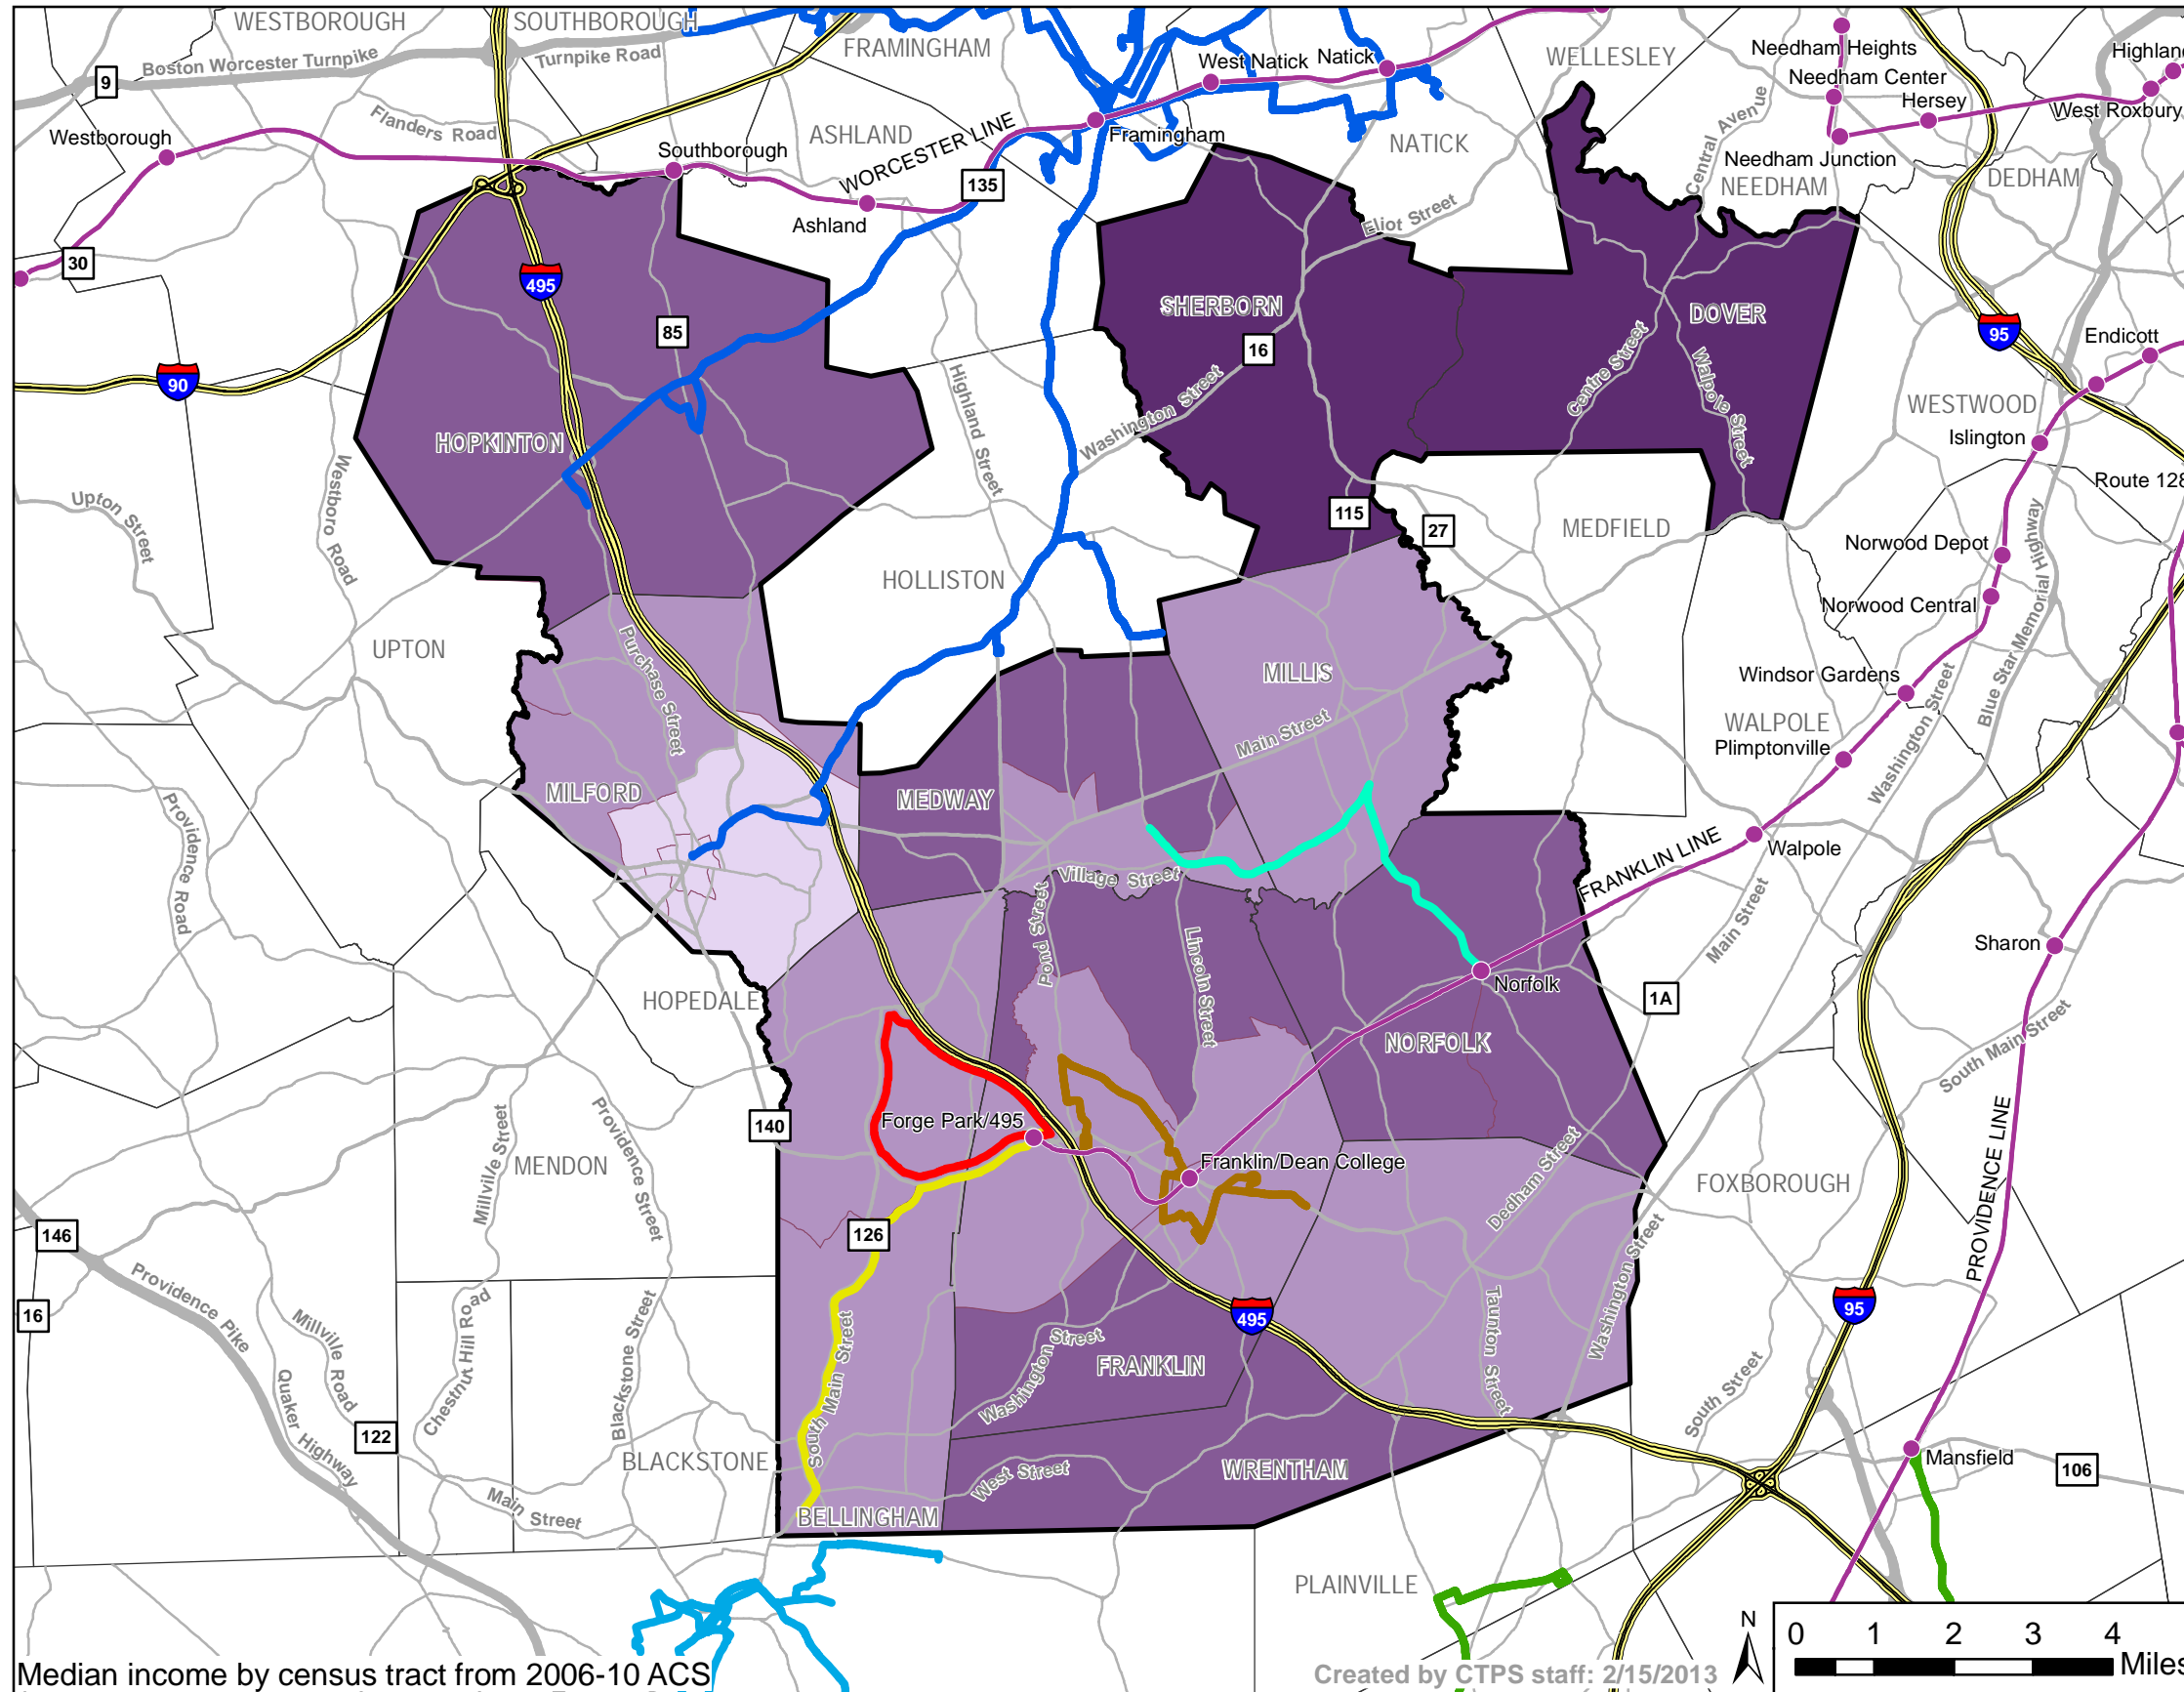 WESTBOROUGH
SOUTHBOROUGH
FRAMINGHAM
WELLESLEY
Boston Worcester Turnpike
Turnpike Road
9
West Natick
Natick
Needham Heights
Needham Center
Hersey
Highlan
West Roxbury
Flanders Road
Westborough
Southborough
ASHLAND
WORCESTER LINE
Framingham
NATICK
Central Avenue
Needham Junction
NEEDHAM
DEDHAM
135
Ashland
Eliot Street
30
495
85
SHERBORN
16
DOVER
95
Endicott
90
Highland Street
Washington Street
Centre Street
Walpole Street
WESTWOOD
Islington
HOPKINTON
Westboro Road
Upton Street
115
27
MEDFIELD
Route 128
Norwood Depot
Blue Star Memorial Highway
HOLLISTON
Norwood Central
UPTON
Purchase Street
MILLIS
Windsor Gardens
Washington Street
WALPOLE
Plimptonville
Main Street
MILFORD
MEDWAY
Providence Road
FRANKLIN LINE
Walpole
Village Street
Pond Street
Lincoln Street
Main Street
Sharon
Norfolk
1A
HOPEDALE
NORFOLK
South Main Street
140
Forge Park/495
Millville Street
Providence Street
MENDON
Franklin/Dean College
Dedham Street
FOXBOROUGH
PROVIDENCE LINE
146
126
Washington Street
Providence Pike
16
Millville Road
Chestnut Hill Road
Blackstone Street
South Main Street
495
95
Taunton Street
Washington Street
FRANKLIN
South Street
Quaker Highway
122
BLACKSTONE
West Street
WRENTHAM
Mansfield
106
Main Street
BELLINGHAM
PLAINVILLE
N
0 1 2 3 4
Miles
Median income by census tract from 2006-10 ACS
Created by CTPS staff: 2/15/2013